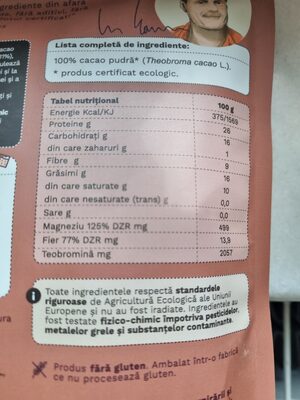 ingrediente din afara
Lista completă de ingrediente:
100% cacao pudră* (Theobroma cacao L.),
* produs certificat ecologic.
Tabel nutrițional 100 g
Energie Kcal/KJ 375/1569
Proteine g 26
Carbohidrați g 16
din care zaharuri g 1
Fibre g 9
Grăsimi g 16
din care saturate g 10
din care nesaturate (trans) g 0,0
Sare g 0,0
Magneziu 125% DZR mg 499
Fier 77% DZR mg 13,9
Teobromină mg 2057
Toate ingredientele respectă standardele
riguroase de Agricultură Ecologică ale Uniunii
Europene și nu au fost iradiate. Ingredientele au
fost testate fizico-chimic împotriva pesticidelor,
metalelor grele și substanțelor contaminante.
Produs fără gluten. Ambalat într-o fabrică
ce nu procesează gluten.